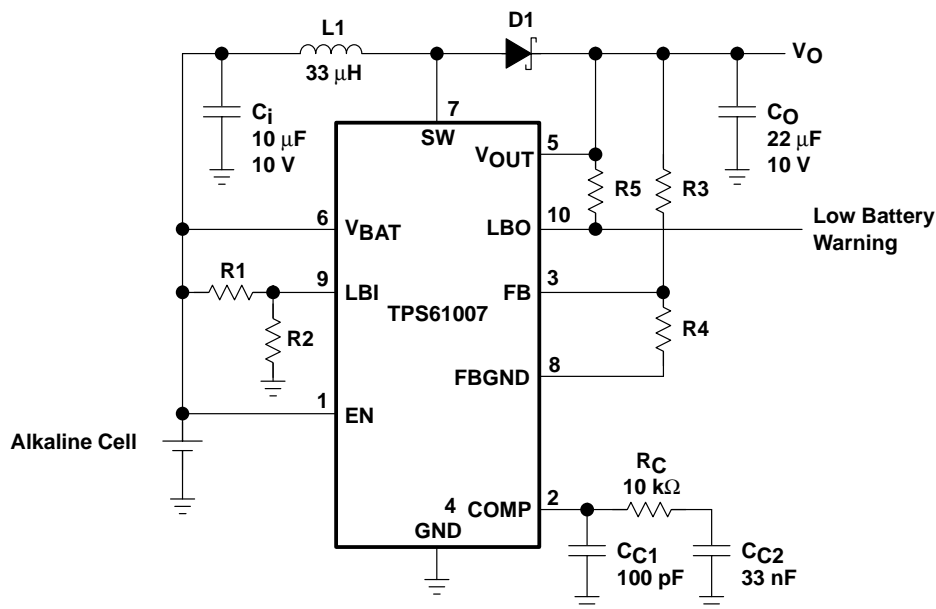 L1
33 μH
D1
VO
Ci
10 μF
10 V
7
SW
CO
22 μF
10 V
5
VOUT
R5
R3
10
LBO
Low Battery
Warning
6
VBAT
R1
9
LBI
3
FB
TPS61007
R2
R4
8
FBGND
1
EN
Alkaline Cell
RC
10 kΩ
2
COMP
4
GND
CC1
100 pF
CC2
33 nF